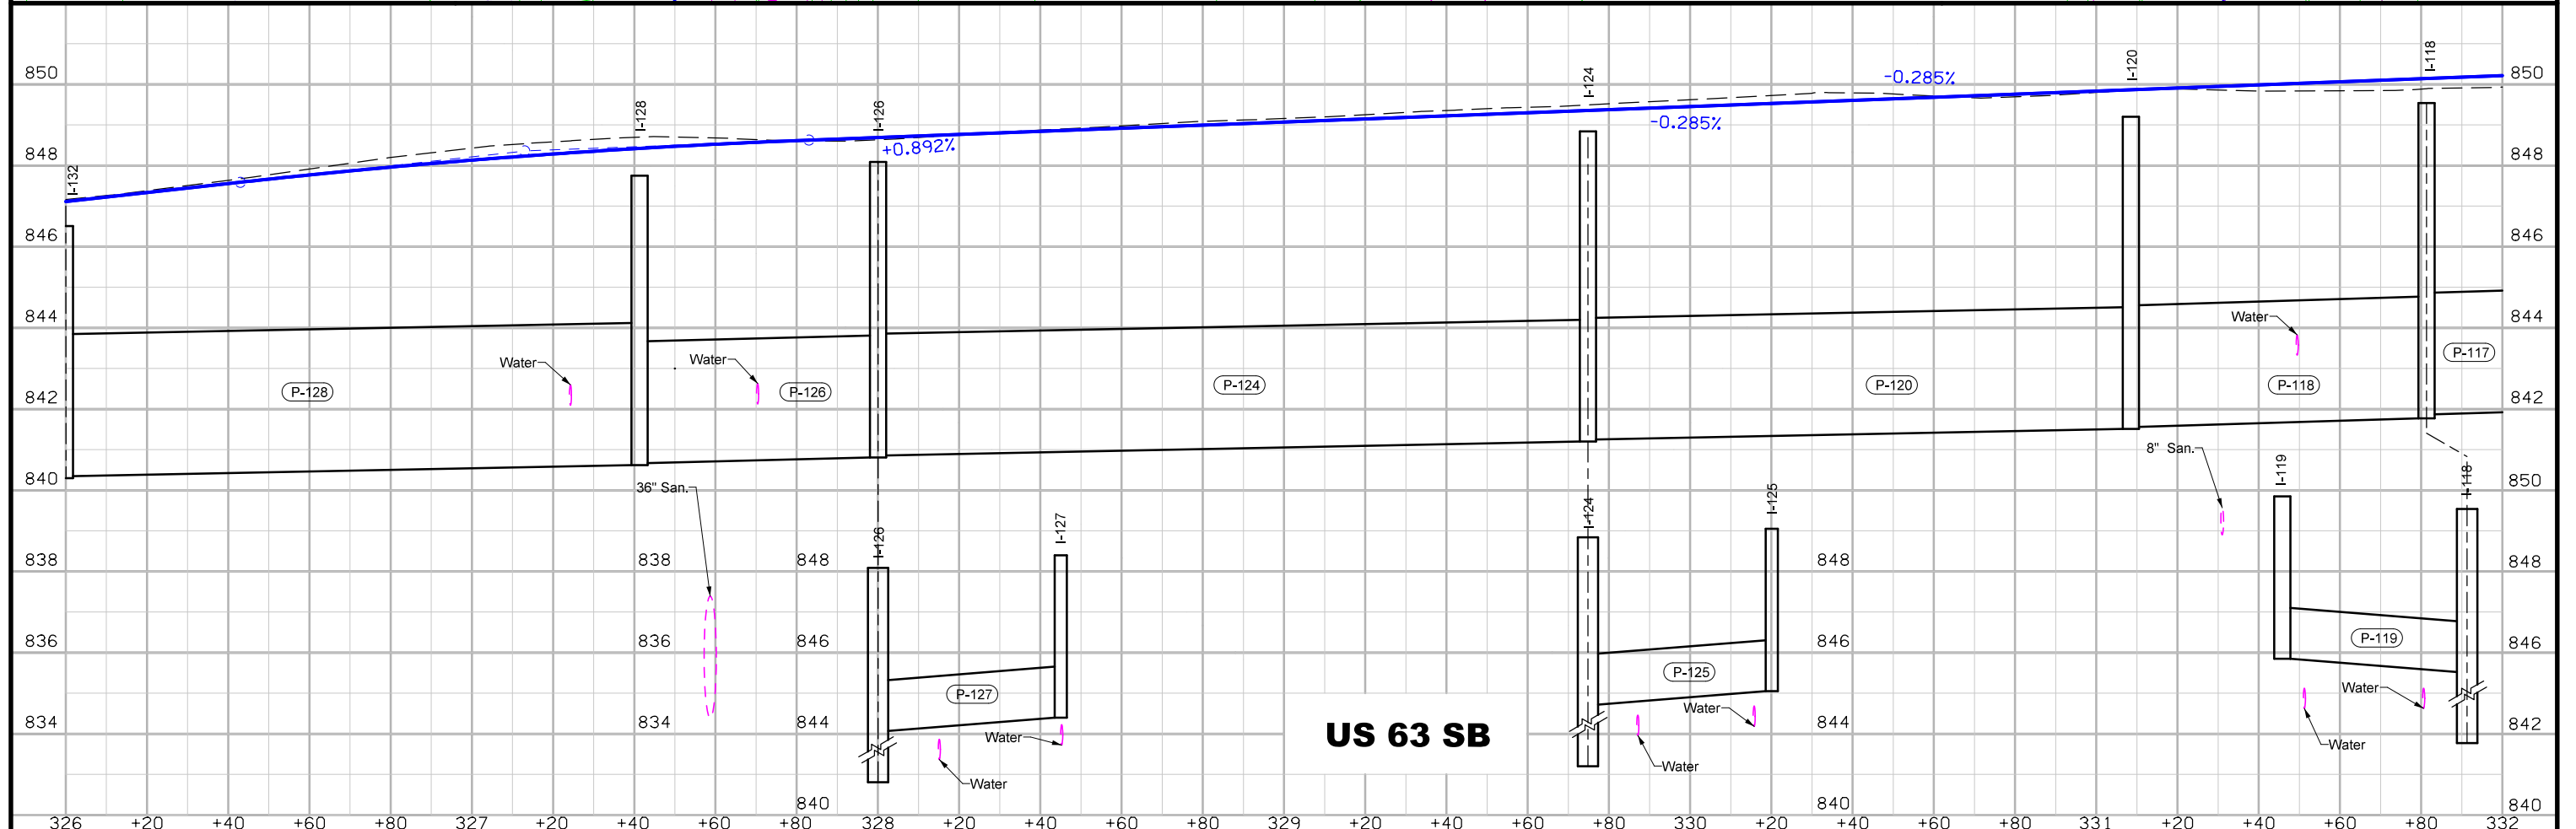 I-118
I-120
850 -0.285% 850
I-124
I-128 I-126
-0.285%
+0.892%
848 848
I-132
846 846
844 844
Water
Water Water
P-117
P-128 P-126 P-124 P-120 P-118
842 842
8" San.
I-119 I-118
840 36" San. 850
I-125
I-124
I-127
I-126
838 838 848 848 848
836 836 846 846 846
P-119
P-125
P-127
Water
Water
834 834 844 844 842
US 63 SB
Water
Water
Water
Water
840 840 840
326 +20 +40 +60 +80 327 +20 +40 +60 +80 328 +20 +40 +60 +80 329 +20 +40 +60 +80 330 +20 +40 +60 +80 331 +20 +40 +60 +80 332